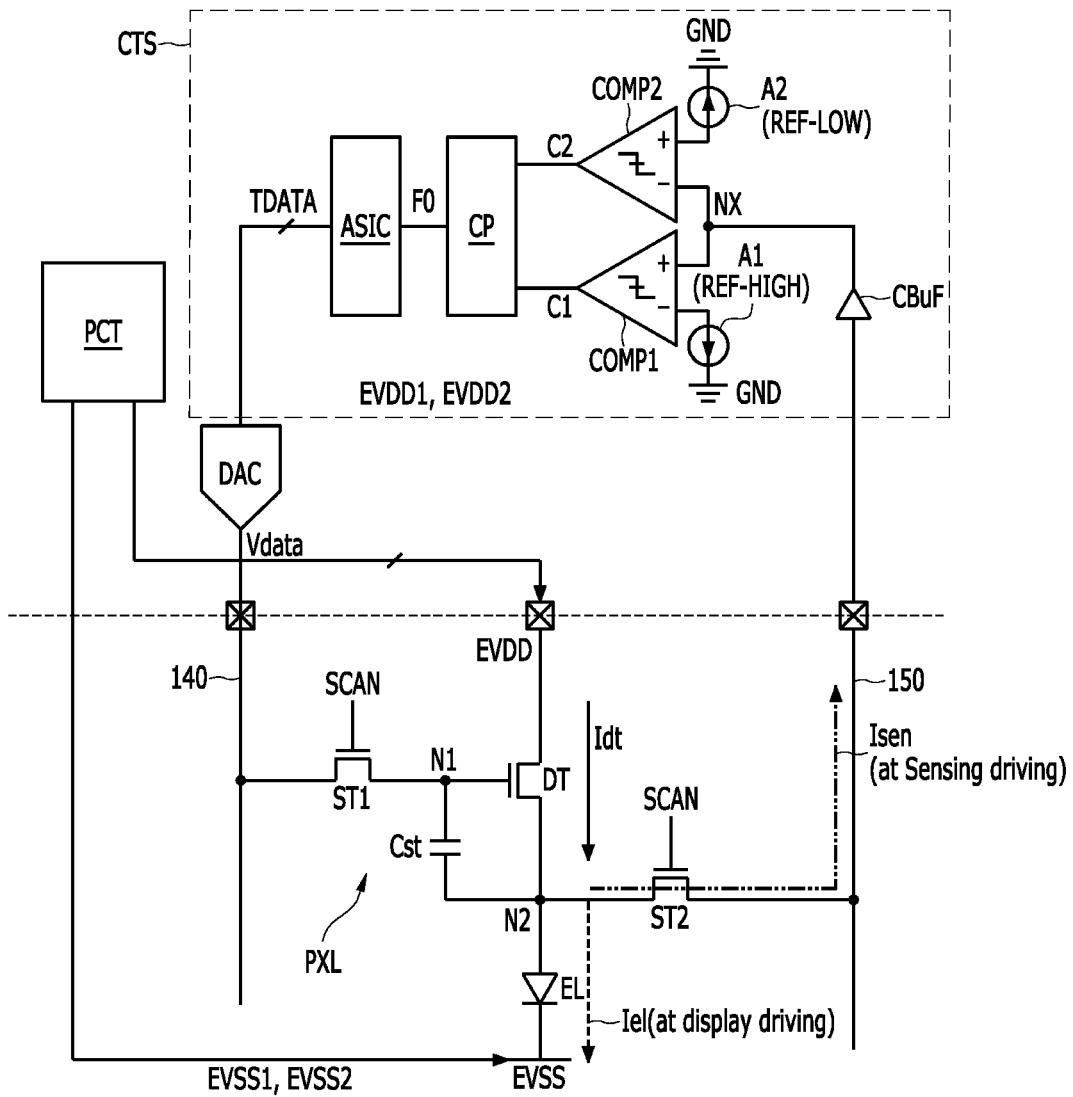 GND
CTS
COMP2
A2
(REF-LOW)
C2
TDATA
F0
NX
ASIC
CP
A1
(REF-HIGH)
C1
CBuF
PCT
COMP1
EVDD1, EVDD2
GND
DAC
Vdata
EVDD
140
150
SCAN
Idt
Isen
(at Sensing driving)
N1
DT
ST1
SCAN
Cst
N2
ST2
PXL
EL
Iel(at display driving)
EVSS1, EVSS2
EVSS
+
−
+
−